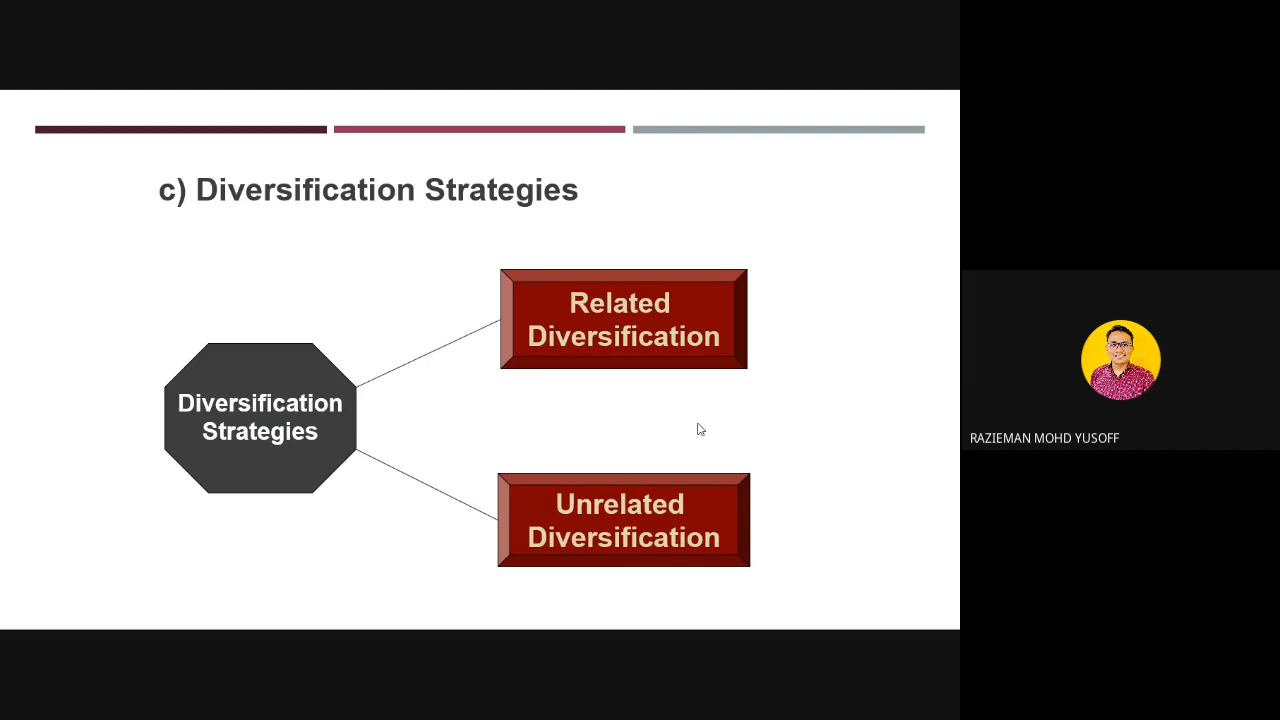 c) Diversification Strategies
Related
Diversification
Diversification
Strategies
Unrelated
Diversification
RAZIEMAN MOHD YUSOFF